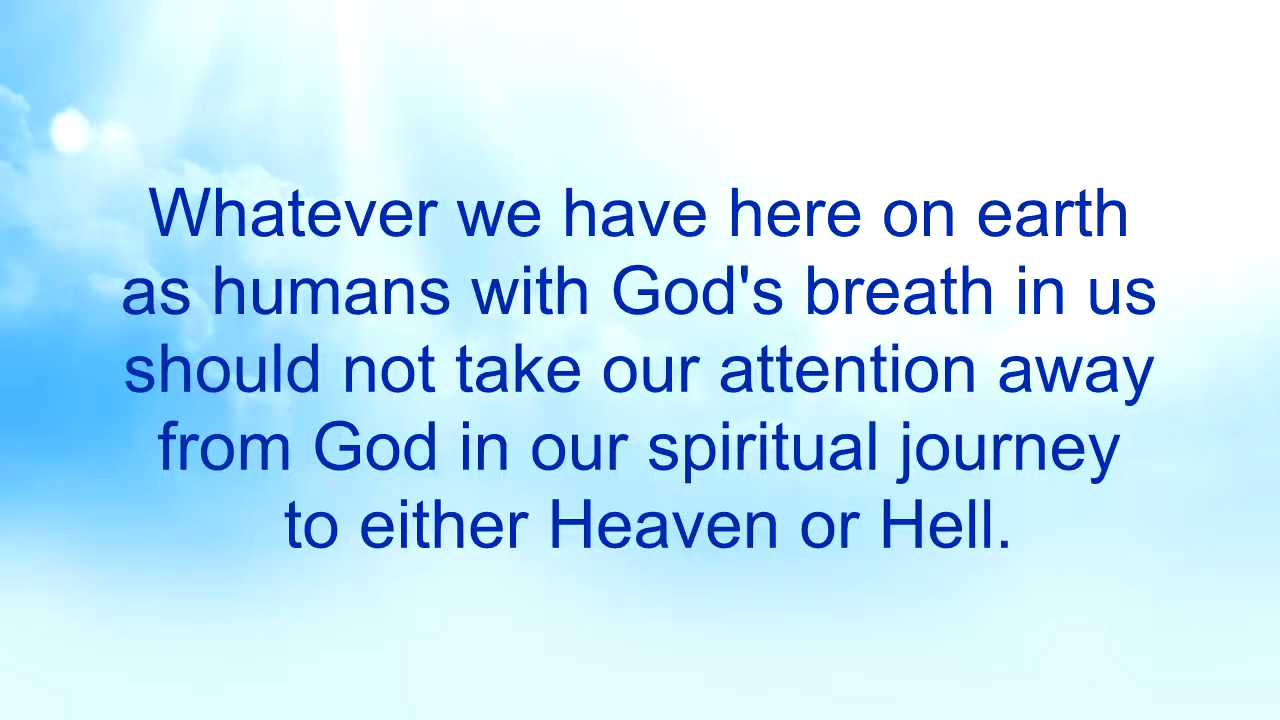 Whatever we have here on earth
as humans with God's breath in us
should not take our attention away
from God in our spiritual journey
to either Heaven or Hell.